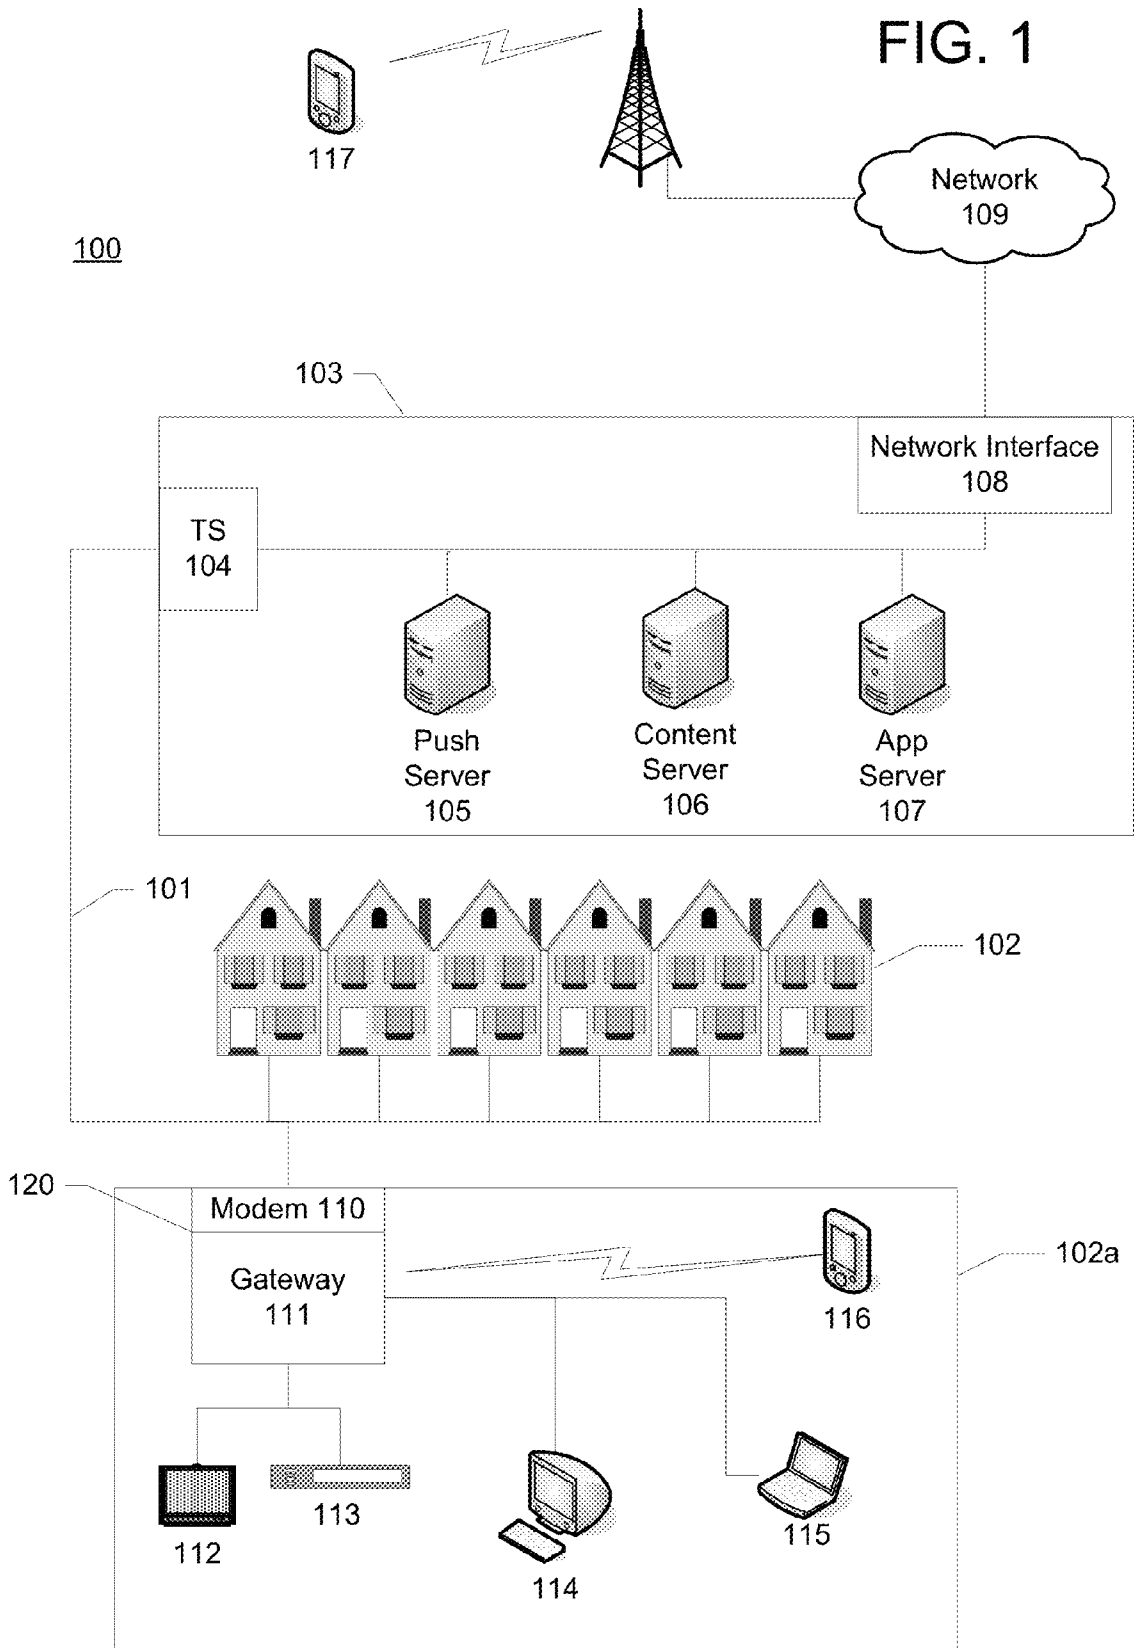 FIG. 1
117
Network
109
100
103
Network Interface
108
TS
104
Push
Server
105
Content
Server
106
App
Server
107
101
102
120
Modem 110
102a
Gateway
111
116
112
113
114
115